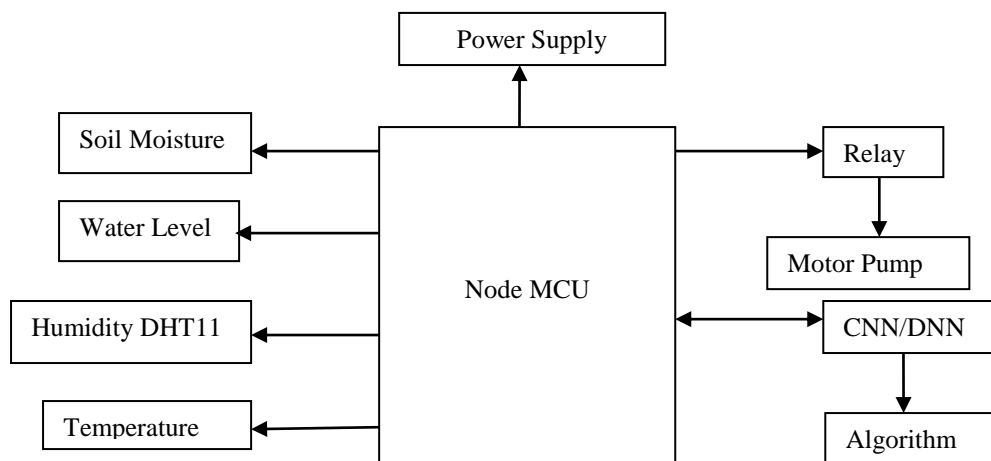 Power Supply
Soil Moisture
Relay
Water Level
Motor Pump
Node MCU
Humidity DHT11
CNN/DNN
Temperature
Algorithm